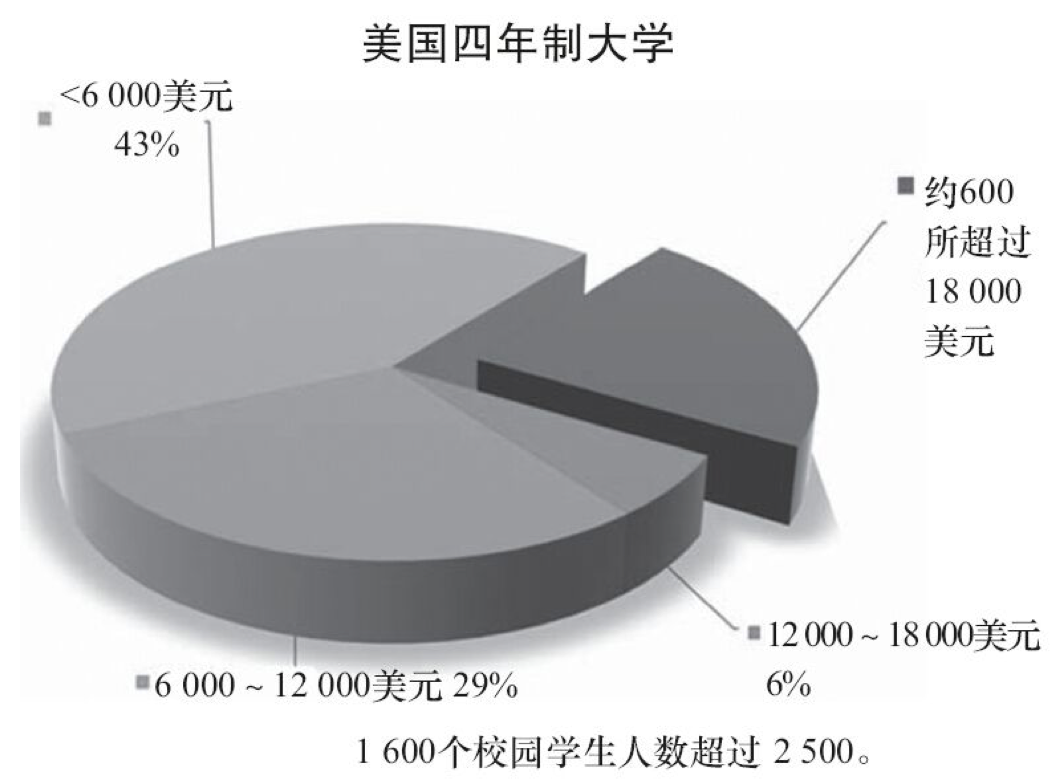 美国四年制大学
<6 000美元
43%
约600
所超过
18 000
美元
12 000 ~ 18 000美元
6%
6 000 ~ 12 000美元 29%
1 600个校园学生人数超过 2 500。